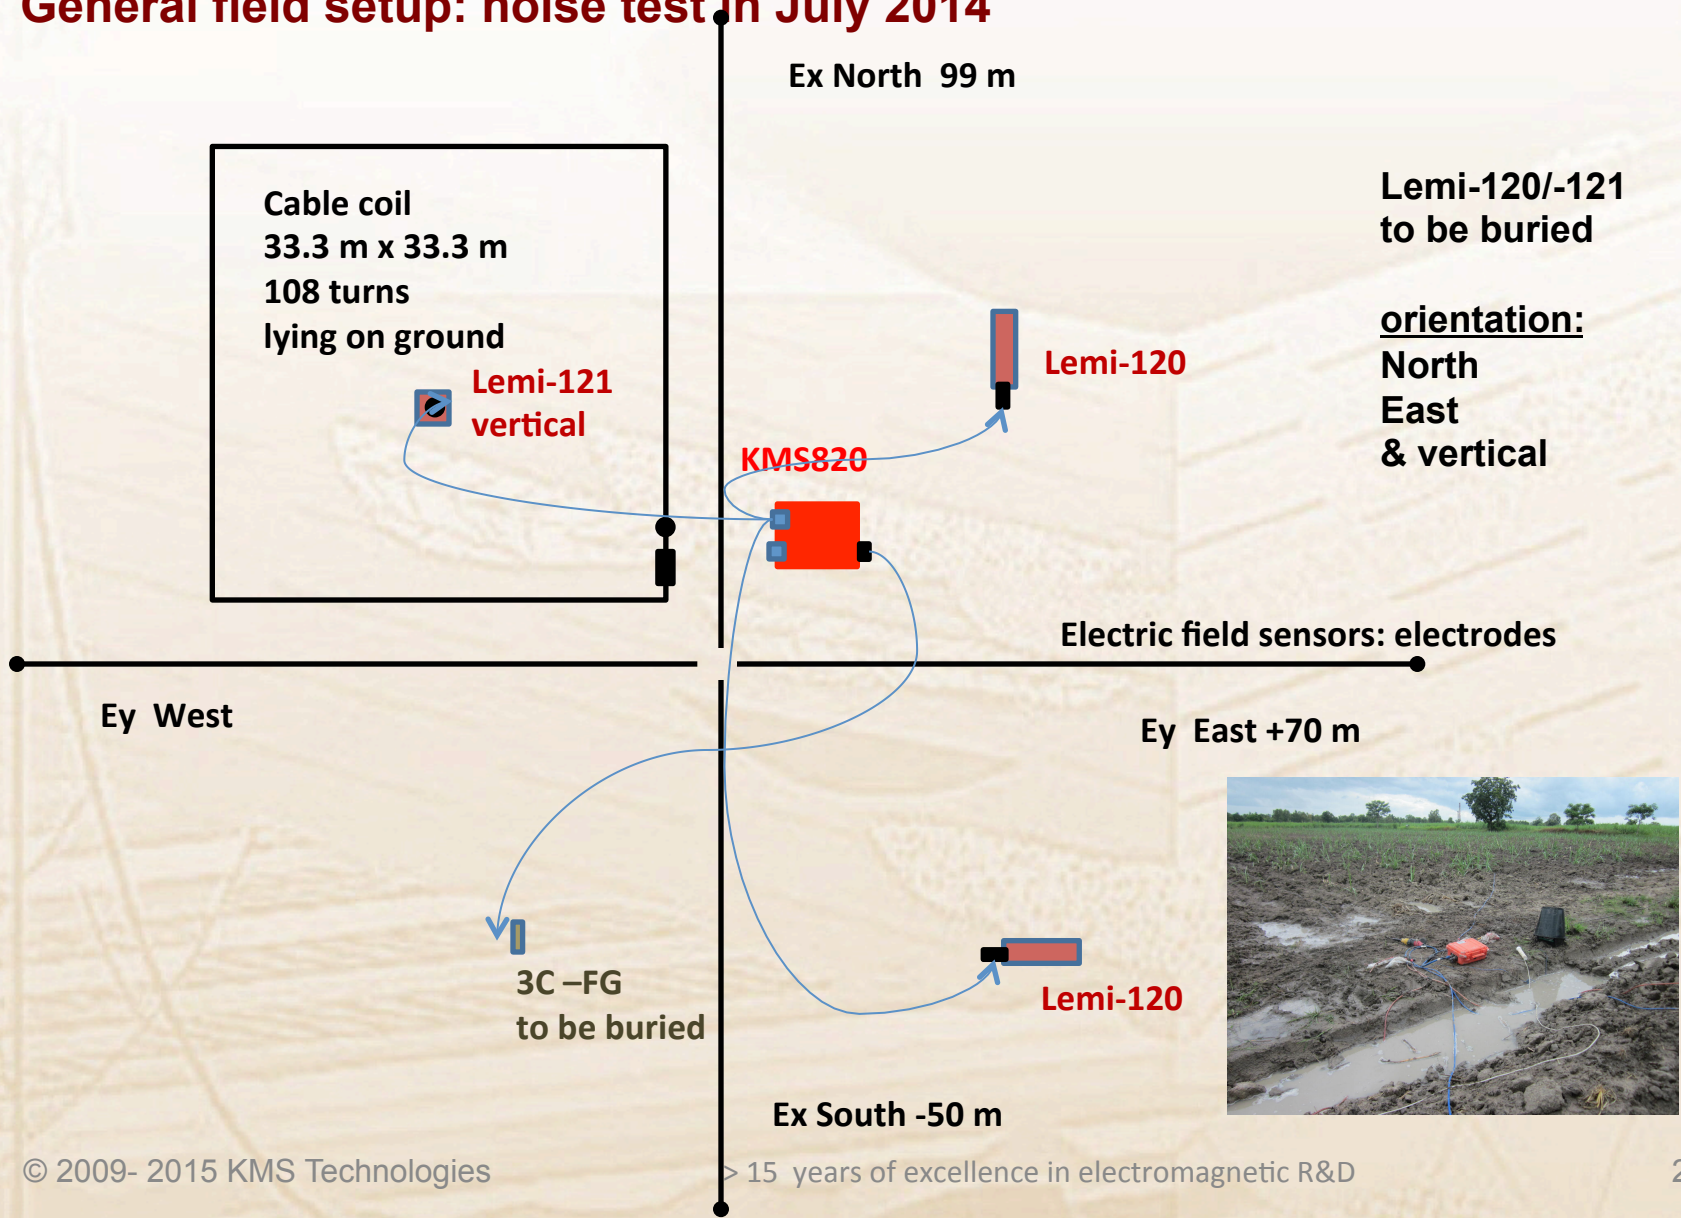 General field setup: noise test in July 2014
Ex North 99 m
Cable coil
33.3 m x 33.3 m
108 turns
lying on ground
Lemi-121
vertical
Lemi-120/-121
to be buried
orientation:
North
East
& vertical
Lemi-120
KMS820
Electric field sensors: electrodes
Ey West
Ey East +70 m
3C –FG
to be buried
Lemi-120
Ex South -50 m
© 2009- 2015 KMS Technologies
> 15 years of excellence in electromagnetic R&D
2